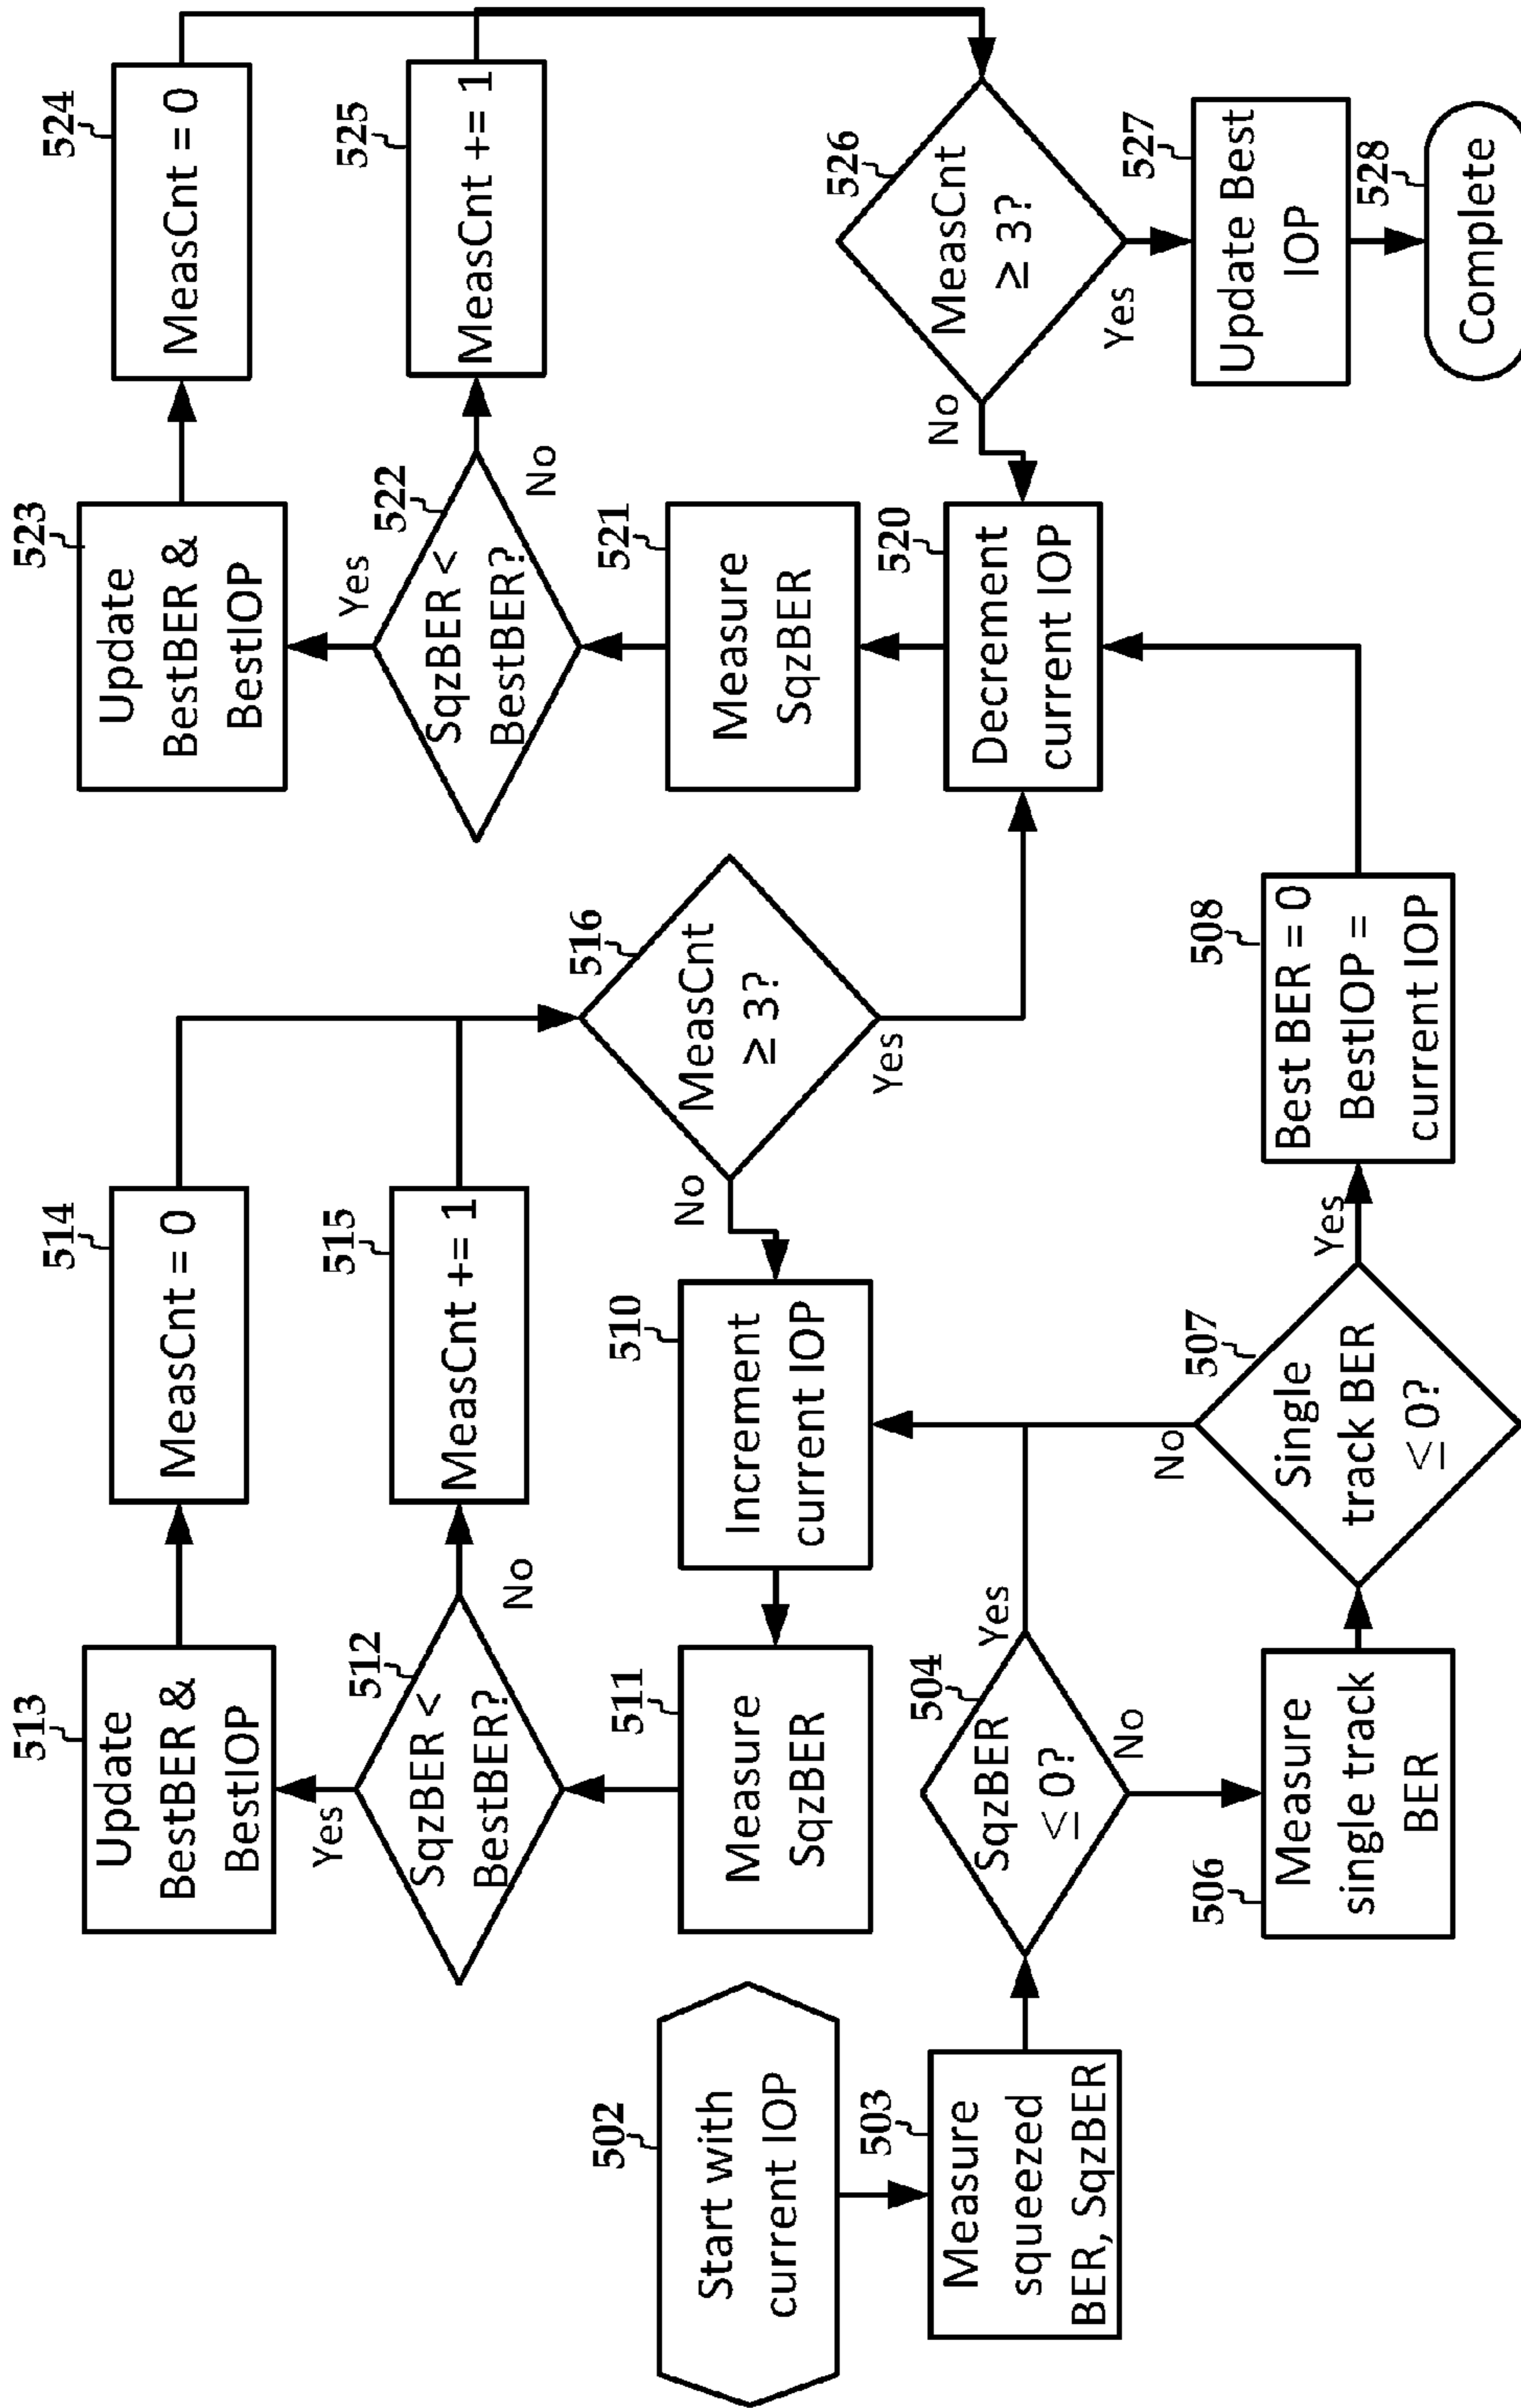 502
Start with
current IOP
503
Measure
squeezed
BER, SqzBER
504
SqzBER
≤ 0?
Yes
No
506
Measure
single track
BER
507
Single
track BER
≤ 0?
No
Yes
508
Best BER = 0
BestIOP =
current IOP
510
Increment
current IOP
511
Measure
SqzBER
512
SqzBER <
BestBER?
Yes
No
513
Update
BestBER &
BestIOP
514
MeasCnt = 0
515
MeasCnt += 1
516
MeasCnt
≥ 3?
No
Yes
520
Decrement
current IOP
521
Measure
SqzBER
522
SqzBER <
BestBER?
Yes
No
523
Update
BestBER &
BestIOP
524
MeasCnt = 0
525
MeasCnt += 1
526
MeasCnt
≥ 3?
No
Yes
527
Update Best
IOP
528
Complete